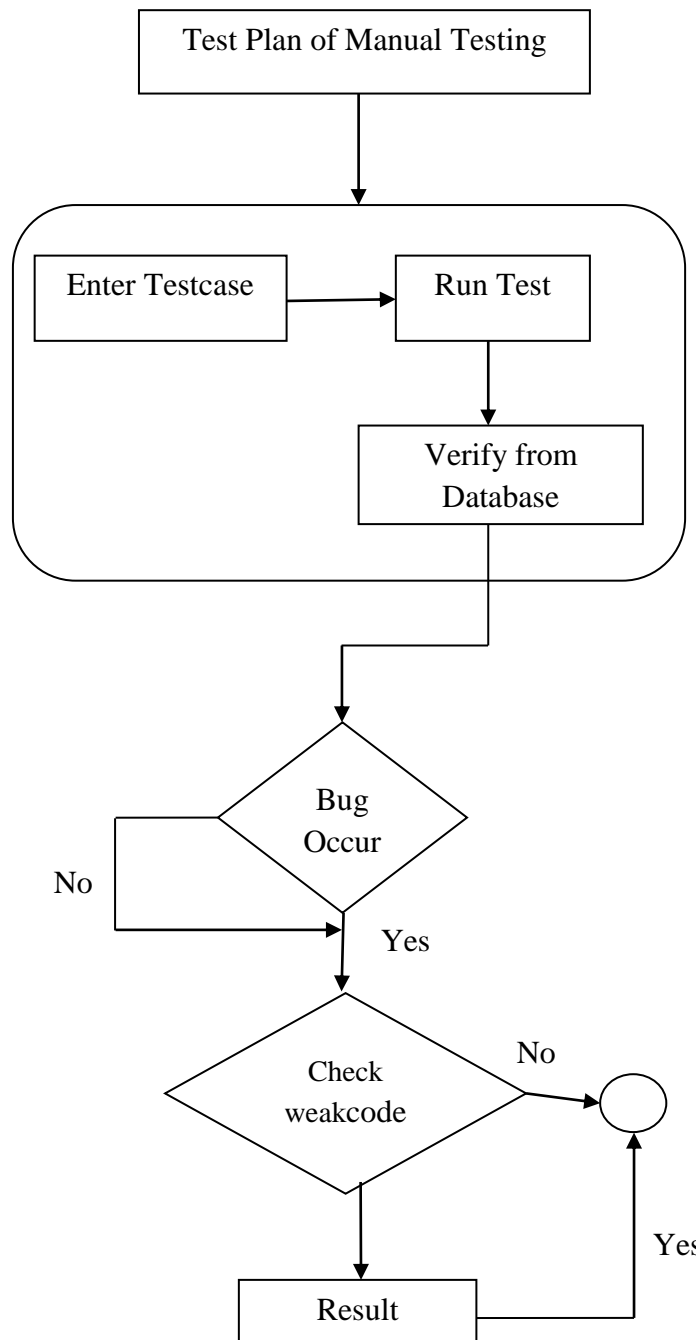 Test Plan of Manual Testing
Enter Testcase
Run Test
Verify from
Database
Bug
Occur
No
Yes
No
Check
weakcode
Yes
Result